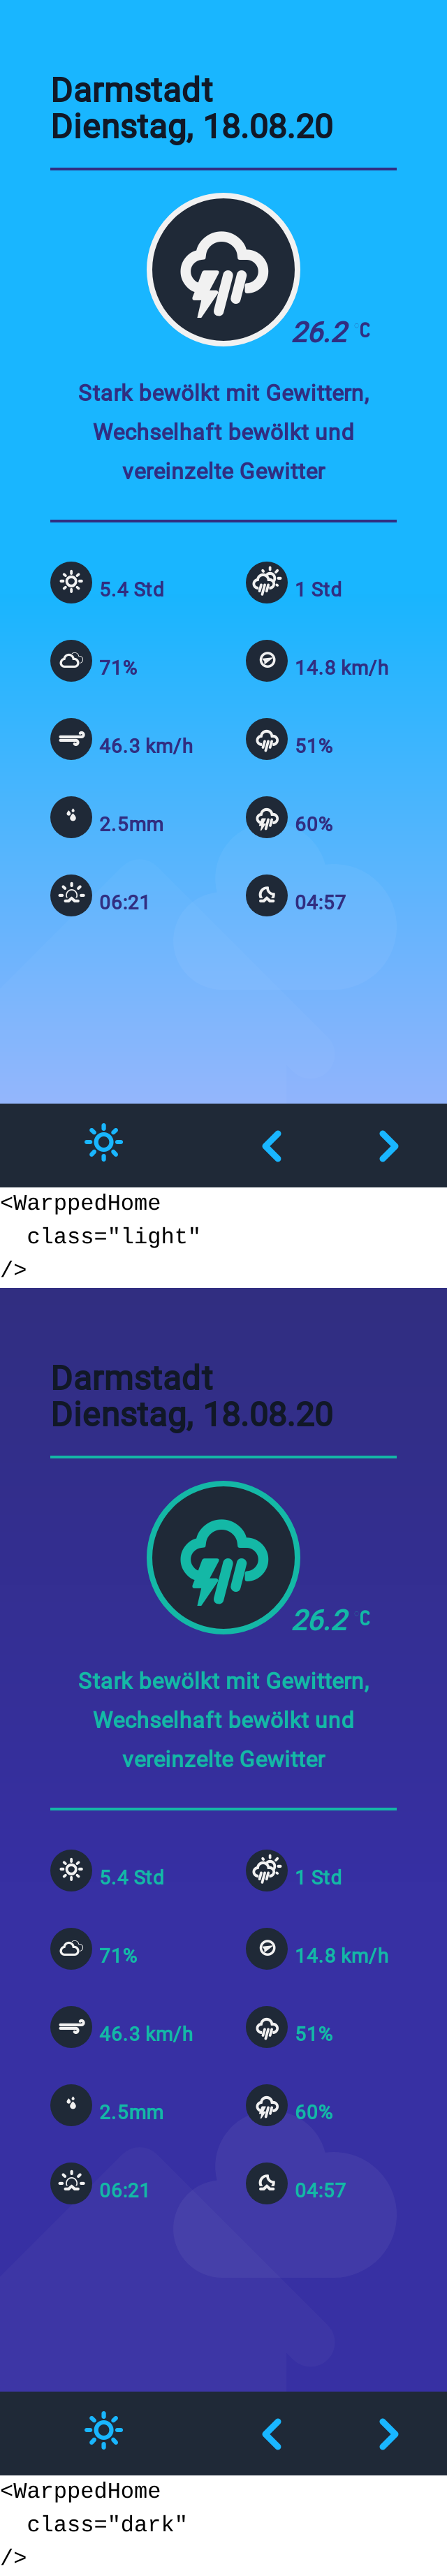 Darmstadt
Dienstag, 18.08.20
26.2 °C
Stark bewölkt mit Gewittern,
Wechselhaft bewölkt und
vereinzelte Gewitter
5.4 Std
1 Std
71%
14.8 km/h
46.3 km/h
51%
2.5mm
60%
06:21
04:57
<WarppedHome
  class="light"
/>
Darmstadt
Dienstag, 18.08.20
26.2 °C
Stark bewölkt mit Gewittern,
Wechselhaft bewölkt und
vereinzelte Gewitter
5.4 Std
1 Std
71%
14.8 km/h
46.3 km/h
51%
2.5mm
60%
06:21
04:57
<WarppedHome
  class="dark"
/>